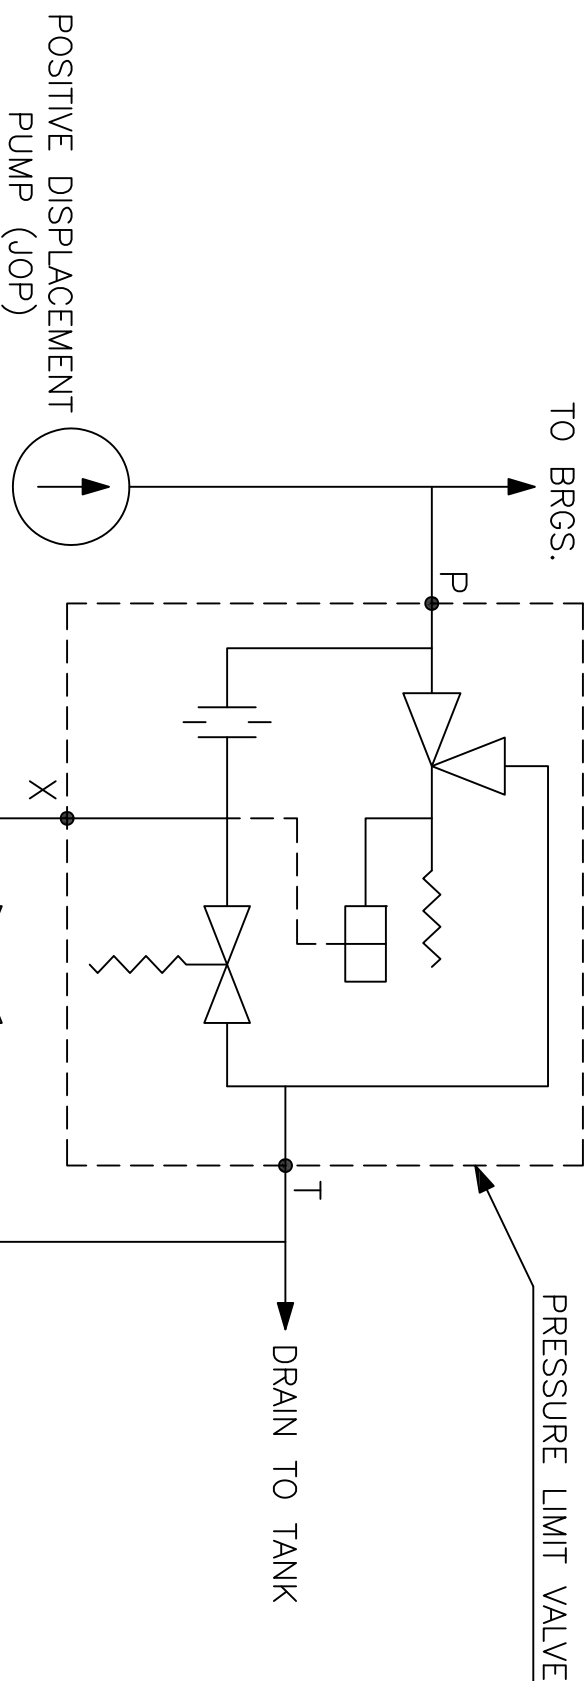 POSITIVE DISPLACEMENT
PUMP (JOP)
TO BRGS.
P
X
T
PRESSURE LIMIT VALVE
DRAIN TO TANK